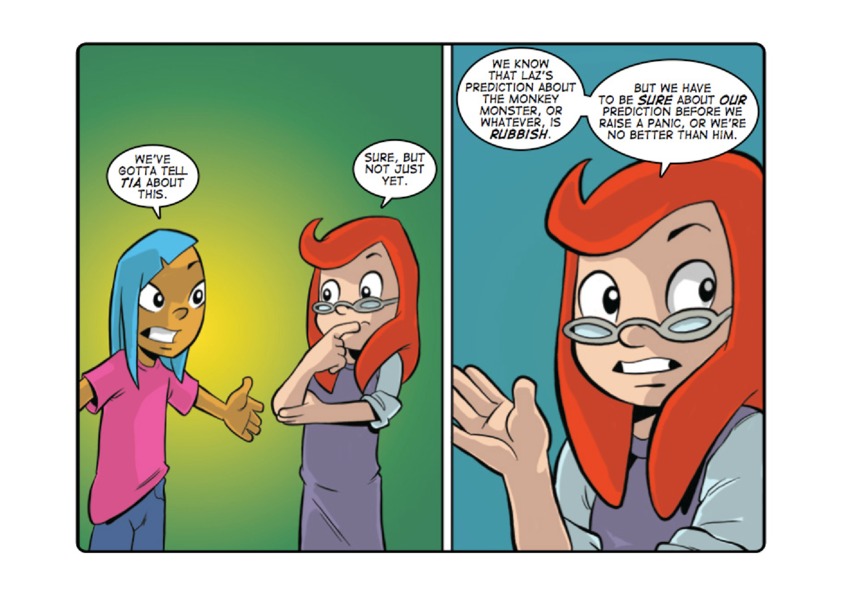 WE'VE
GOTTA TELL
TIA ABOUT
THIS.
SURE, BUT
NOT JUST
YET.
WE KNOW
THAT LAZ'S
PREDICTION ABOUT
THE MONKEY
MONSTER, OR
WHATEVER, IS
RUBBISH.
BUT WE HAVE
TO BE SURE ABOUT OUR
PREDICTION BEFORE WE
RAISE A PANIC, OR WE'RE
NO BETTER THAN HIM.